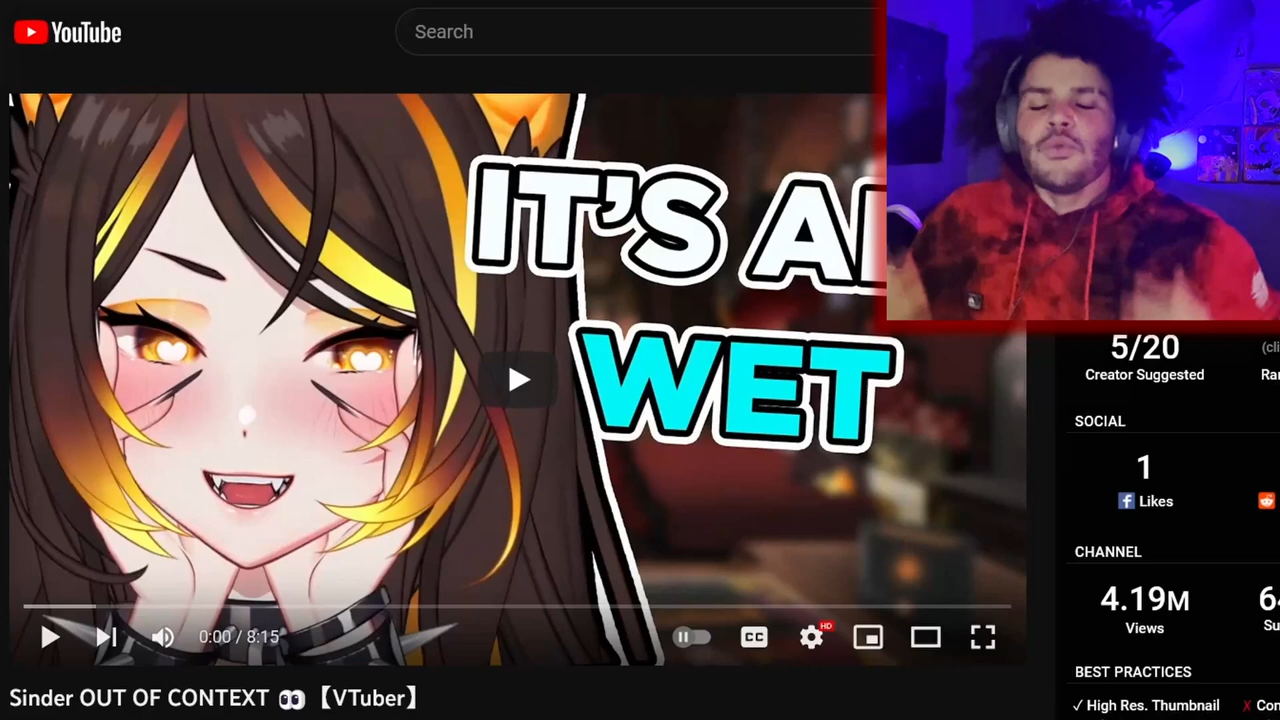 YouTube
Search
IT'S A
WET
5/20
Creator Suggested
SOCIAL
1
Likes
CHANNEL
4.19M
Views
BEST PRACTICES
✓ High Res. Thumbnail
X
0:00 / 8:15
CC
HD
Sinder OUT OF CONTEXT 👀【VTuber】